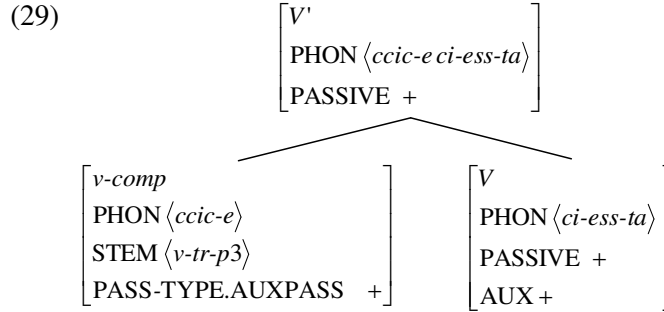 (29)
V'
PHON ⟨ccic-e ci-ess-ta⟩
PASSIVE +
v-comp
PHON ⟨ccic-e⟩
STEM ⟨v-tr-p3⟩
PASS-TYPE.AUXPASS +
V
PHON ⟨ci-ess-ta⟩
PASSIVE +
AUX +